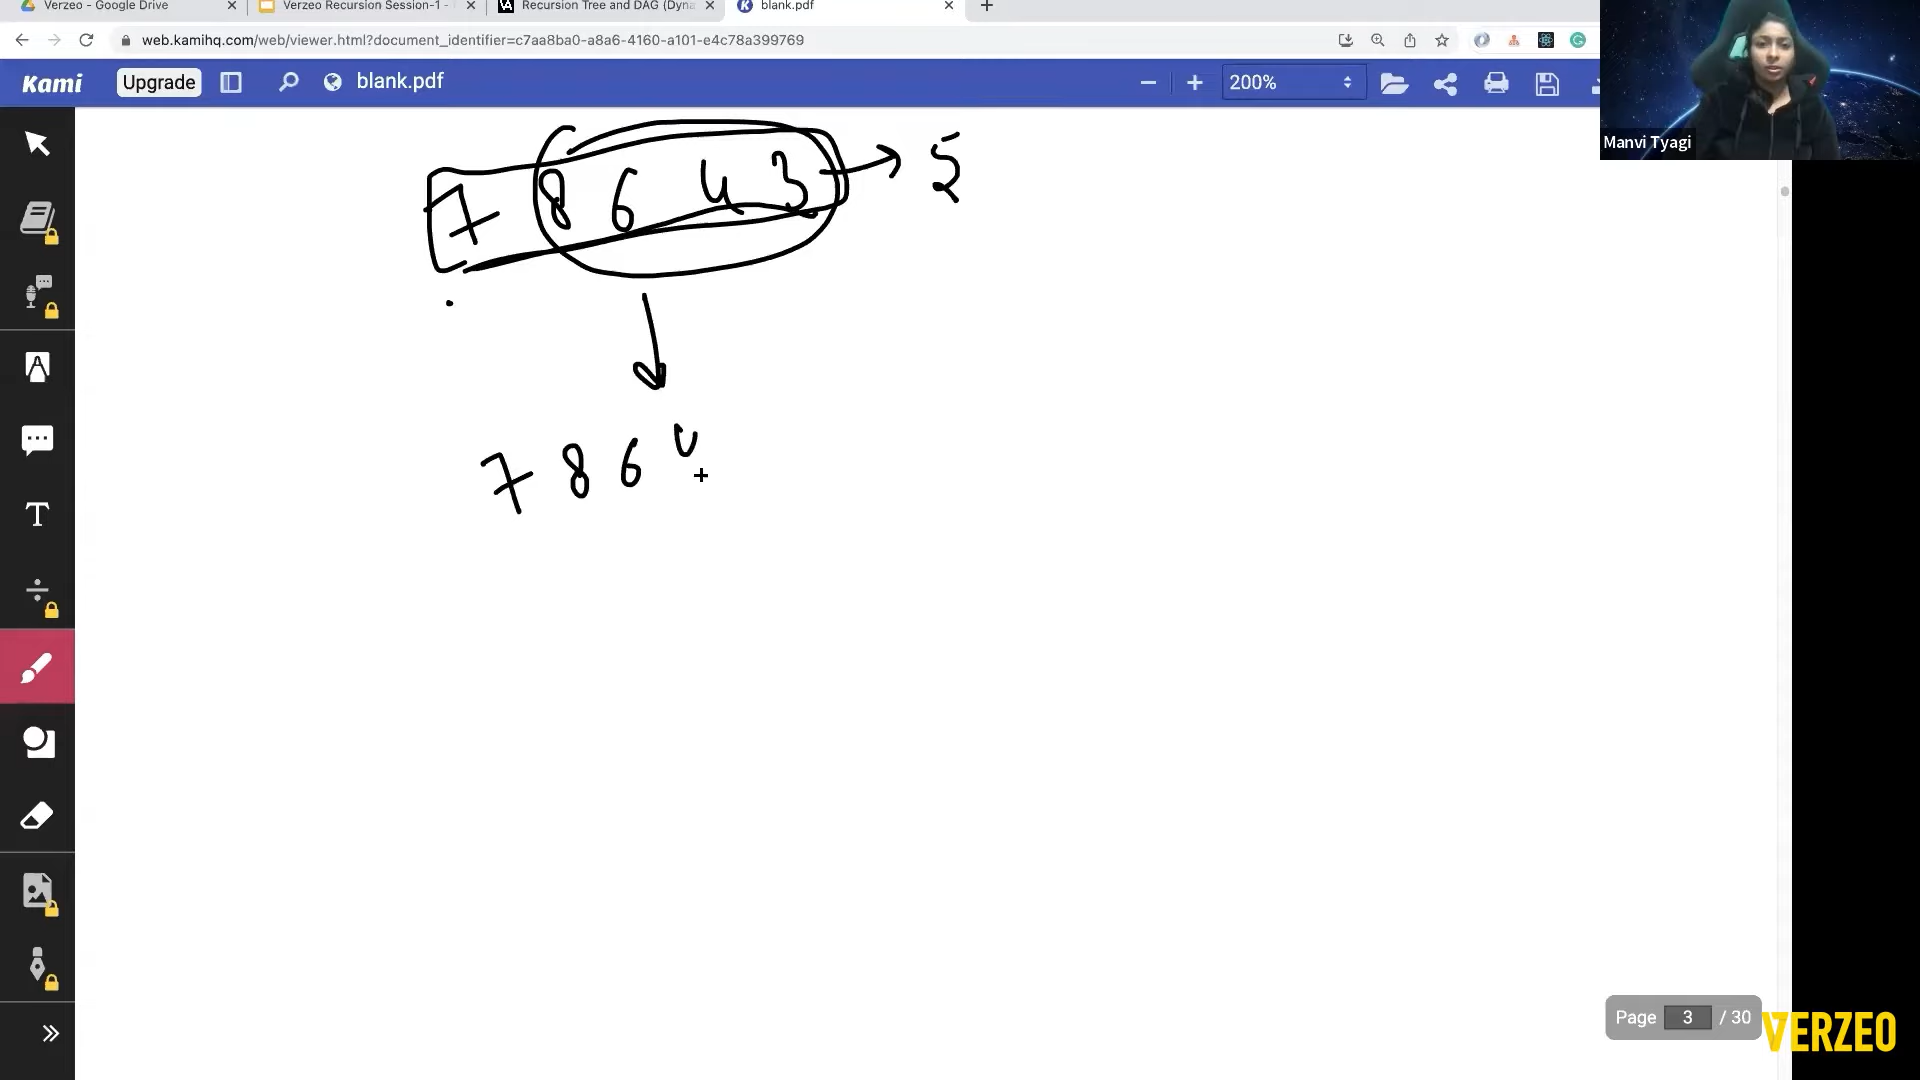 Verzeo - Google Drive
Verzeo Recursion Session-1 -
Recursion Tree and DAG (Dyna
blank.pdf
web.kamihq.com/web/viewer.html?document_identifier=c7aa8ba0-a8a6-4160-a101-e4c78a399769
Kami
Upgrade
blank.pdf
200%
Manvi Tyagi
7 8 6 4 3 → 5
7 8 6
Page 3 / 30
VERZEO